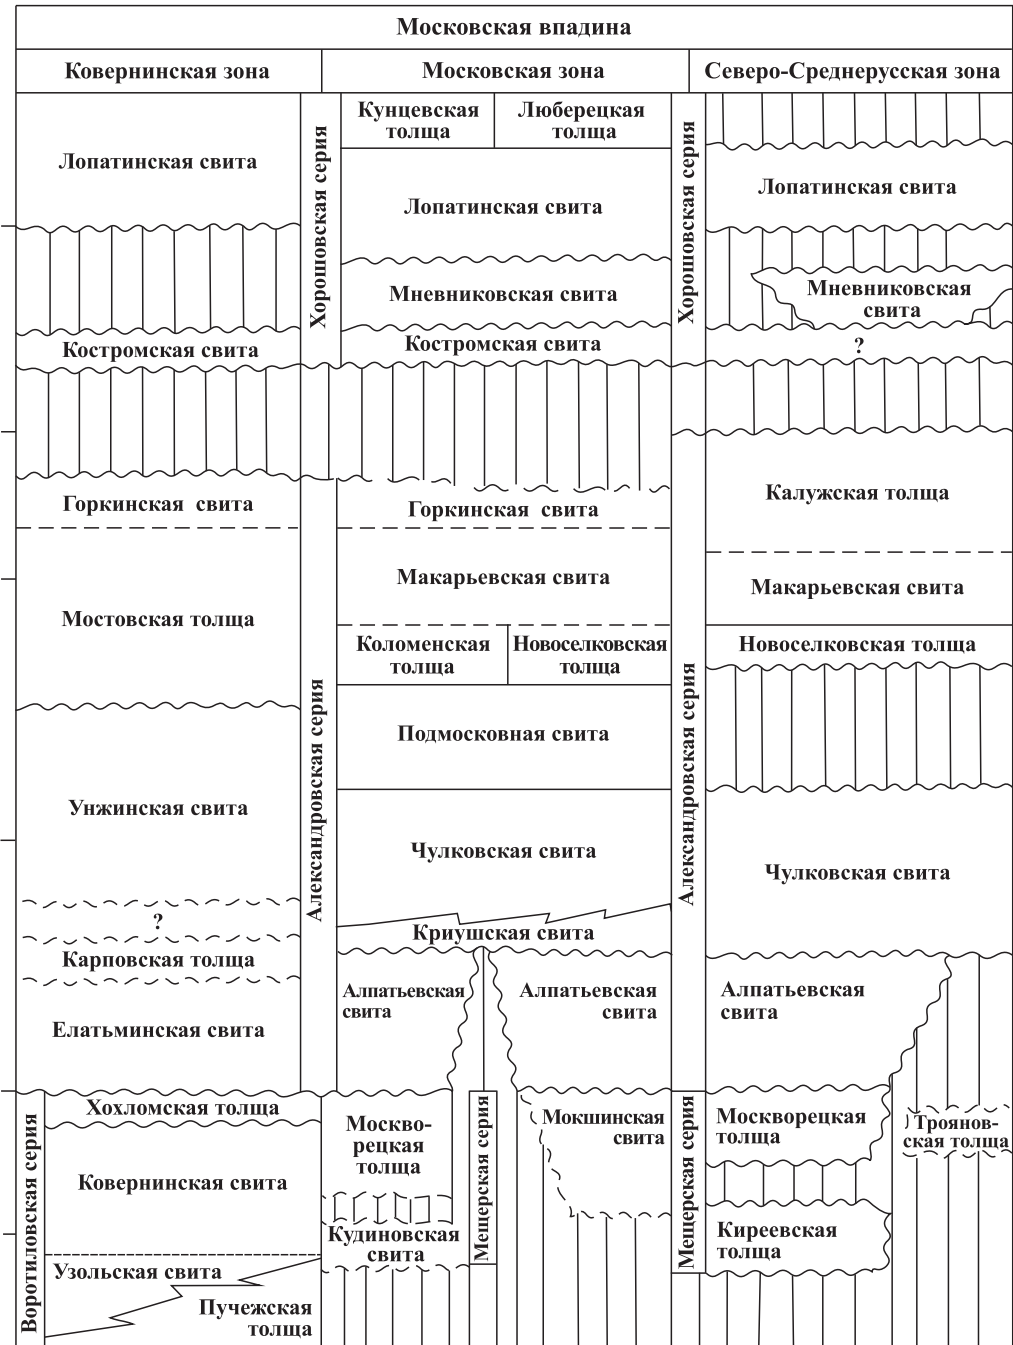 Московская впадина
Ковернинская зона
Московская зона
Северо-Среднерусская зона
Лопатинская свита
Костромская свита
Горкинская свита
Мостовская толща
Унжинская свита
?
Карповская толща
Елатьминская свита
Воротиловская серия
Хохломская толща
Ковернинская свита
Узольская свита
Пучежская
толща
Хорошовская серия
Александровская серия
Кунцевская
толща
Люберецкая
толща
Лопатинская свита
Мневниковская свита
Костромская свита
Горкинская свита
Макарьевская свита
Коломенская
толща
Новоселковская
толща
Подмосковная свита
Чулковская свита
Криушская свита
Алпатьевская
свита
Алпатьевская
свита
Москво-
рецкая
толща
Кудиновская
свита
Мещерская серия
Мокшинская
свита
Хорошовская серия
Александровская серия
Мещерская серия
Лопатинская свита
Мневниковская
свита
?
Калужская толща
Макарьевская свита
Новоселковская толща
Чулковская свита
Алпатьевская
свита
Москворецкая
толща
Трояновс-
ская толща
Киреевская
толща